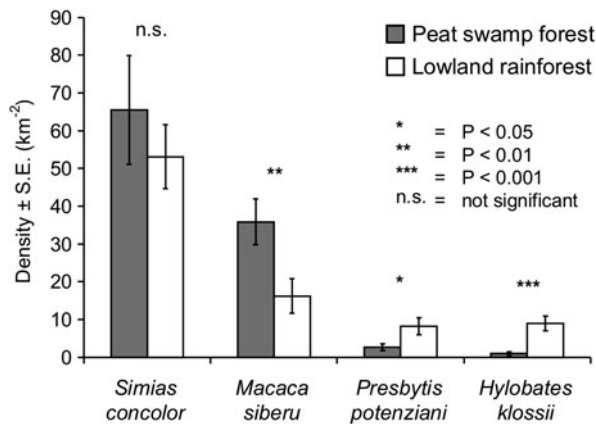 90
80
70
60
50
40
30
20
10
0
Density ± S.E. (km⁻²)
n.s.
**
*
***
Peat swamp forest
Lowland rainforest
* = P < 0.05
** = P < 0.01
*** = P < 0.001
n.s. = not significant
Simias
concolor
Macaca
siberu
Presbytis
potenziani
Hylobates
klossii